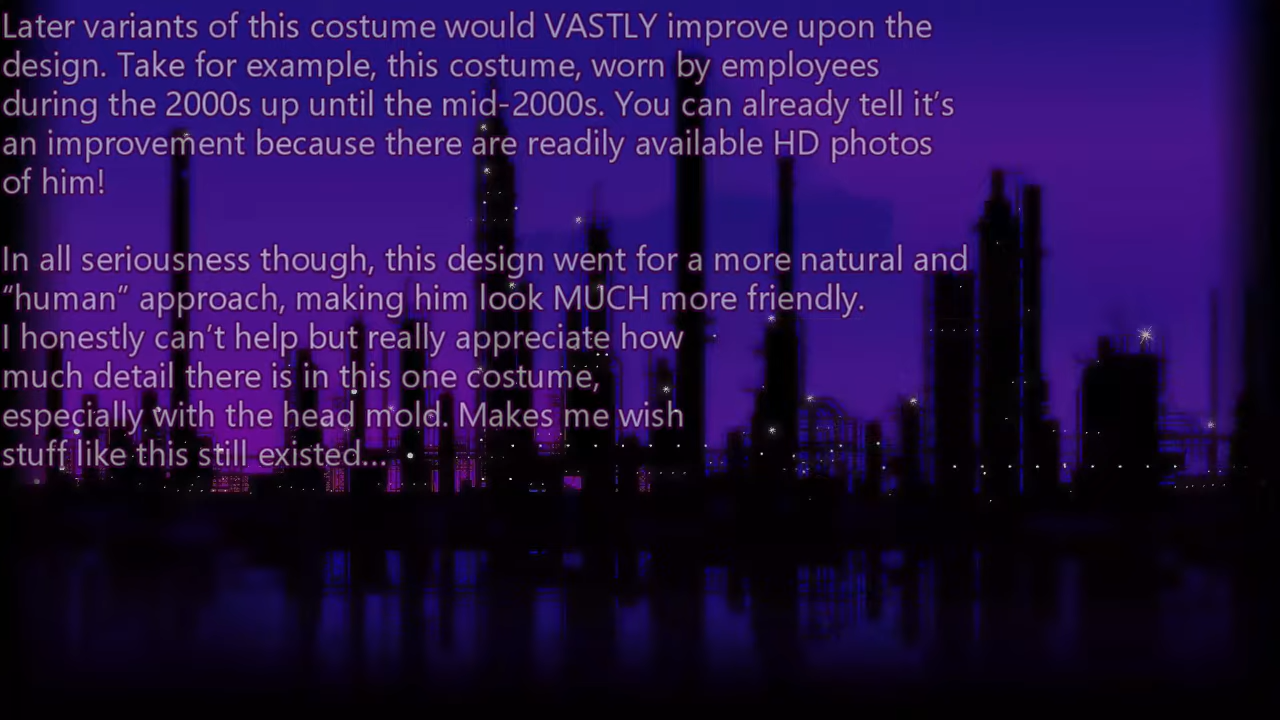 Later variants of this costume would VASTLY improve upon the
design. Take for example, this costume, worn by employees
during the 2000s up until the mid-2000s. You can already tell it’s
an improvement because there are readily available HD photos
of him!
In all seriousness though, this design went for a more natural and
“human” approach, making him look MUCH more friendly.
I honestly can’t help but really appreciate how
much detail there is in this one costume,
especially with the head mold. Makes me wish
stuff like this still existed...